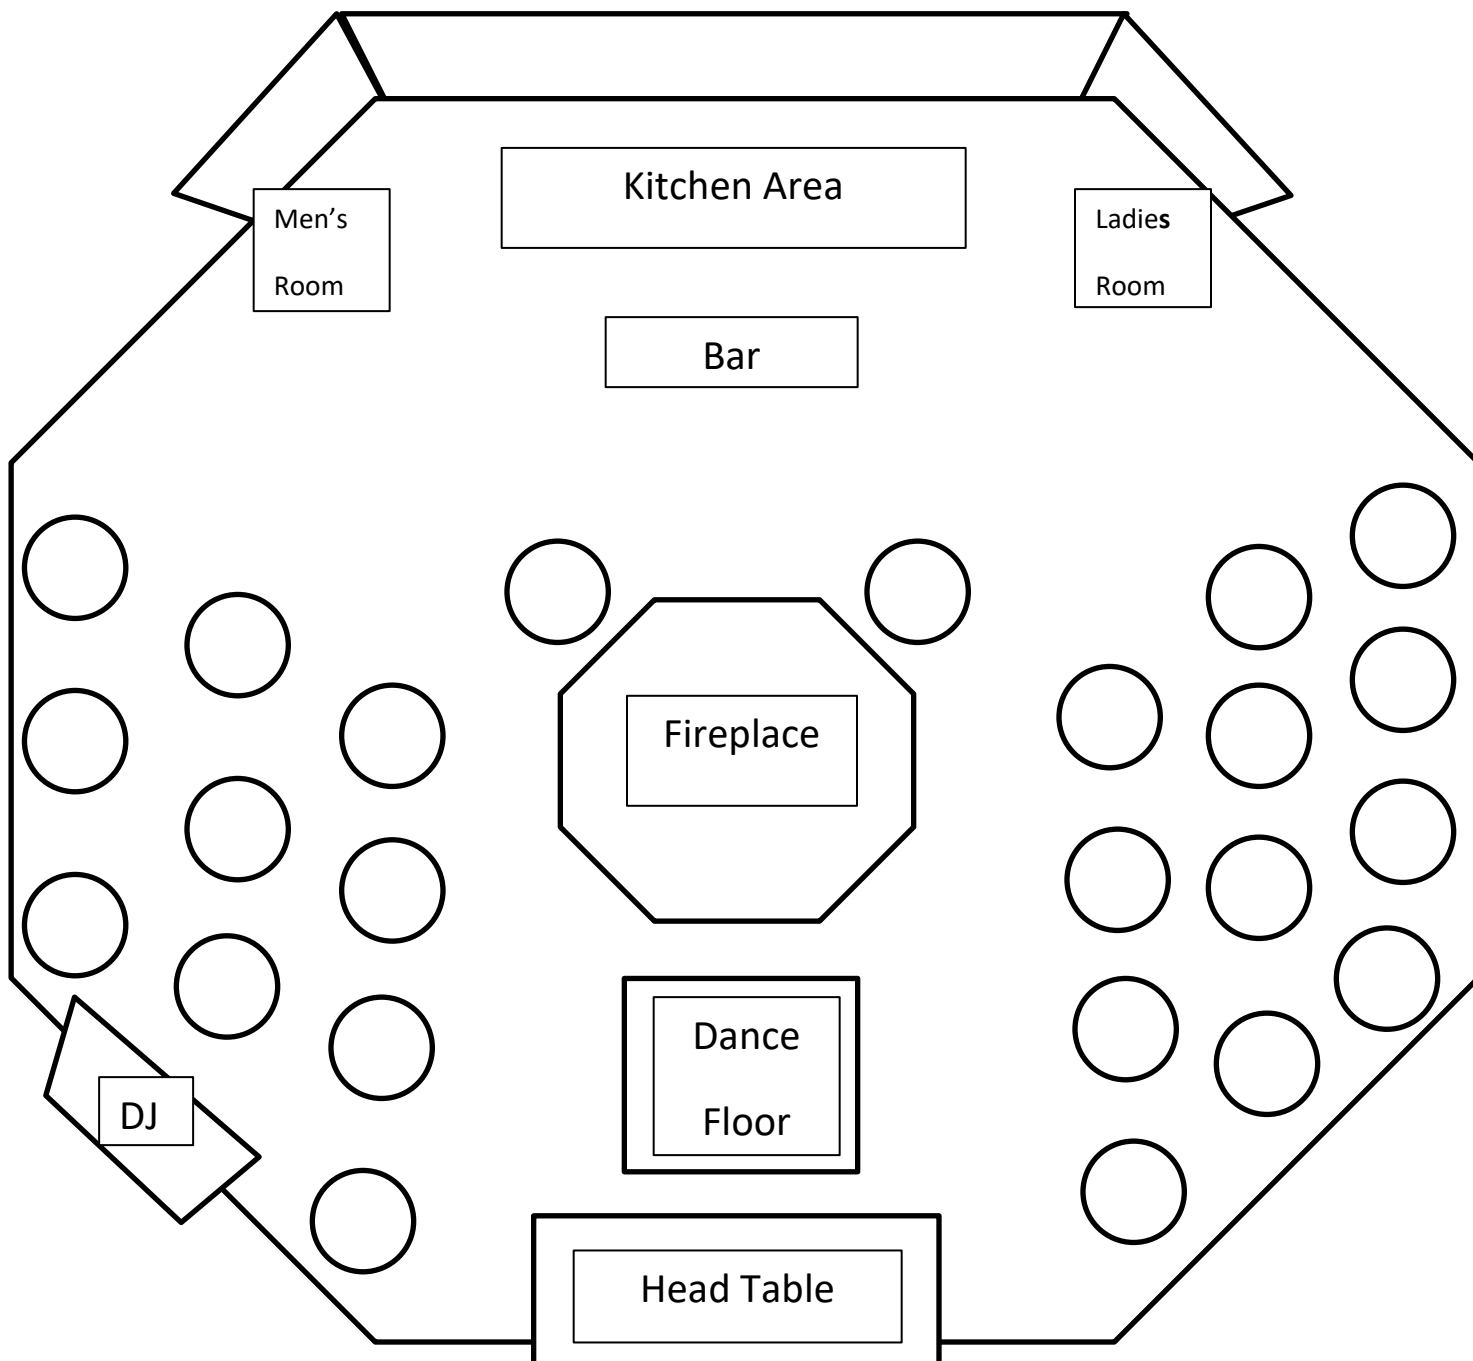 Kitchen Area
Men’s
Room
Ladies
Room
Bar
Fireplace
Dance
Floor
DJ
Head Table